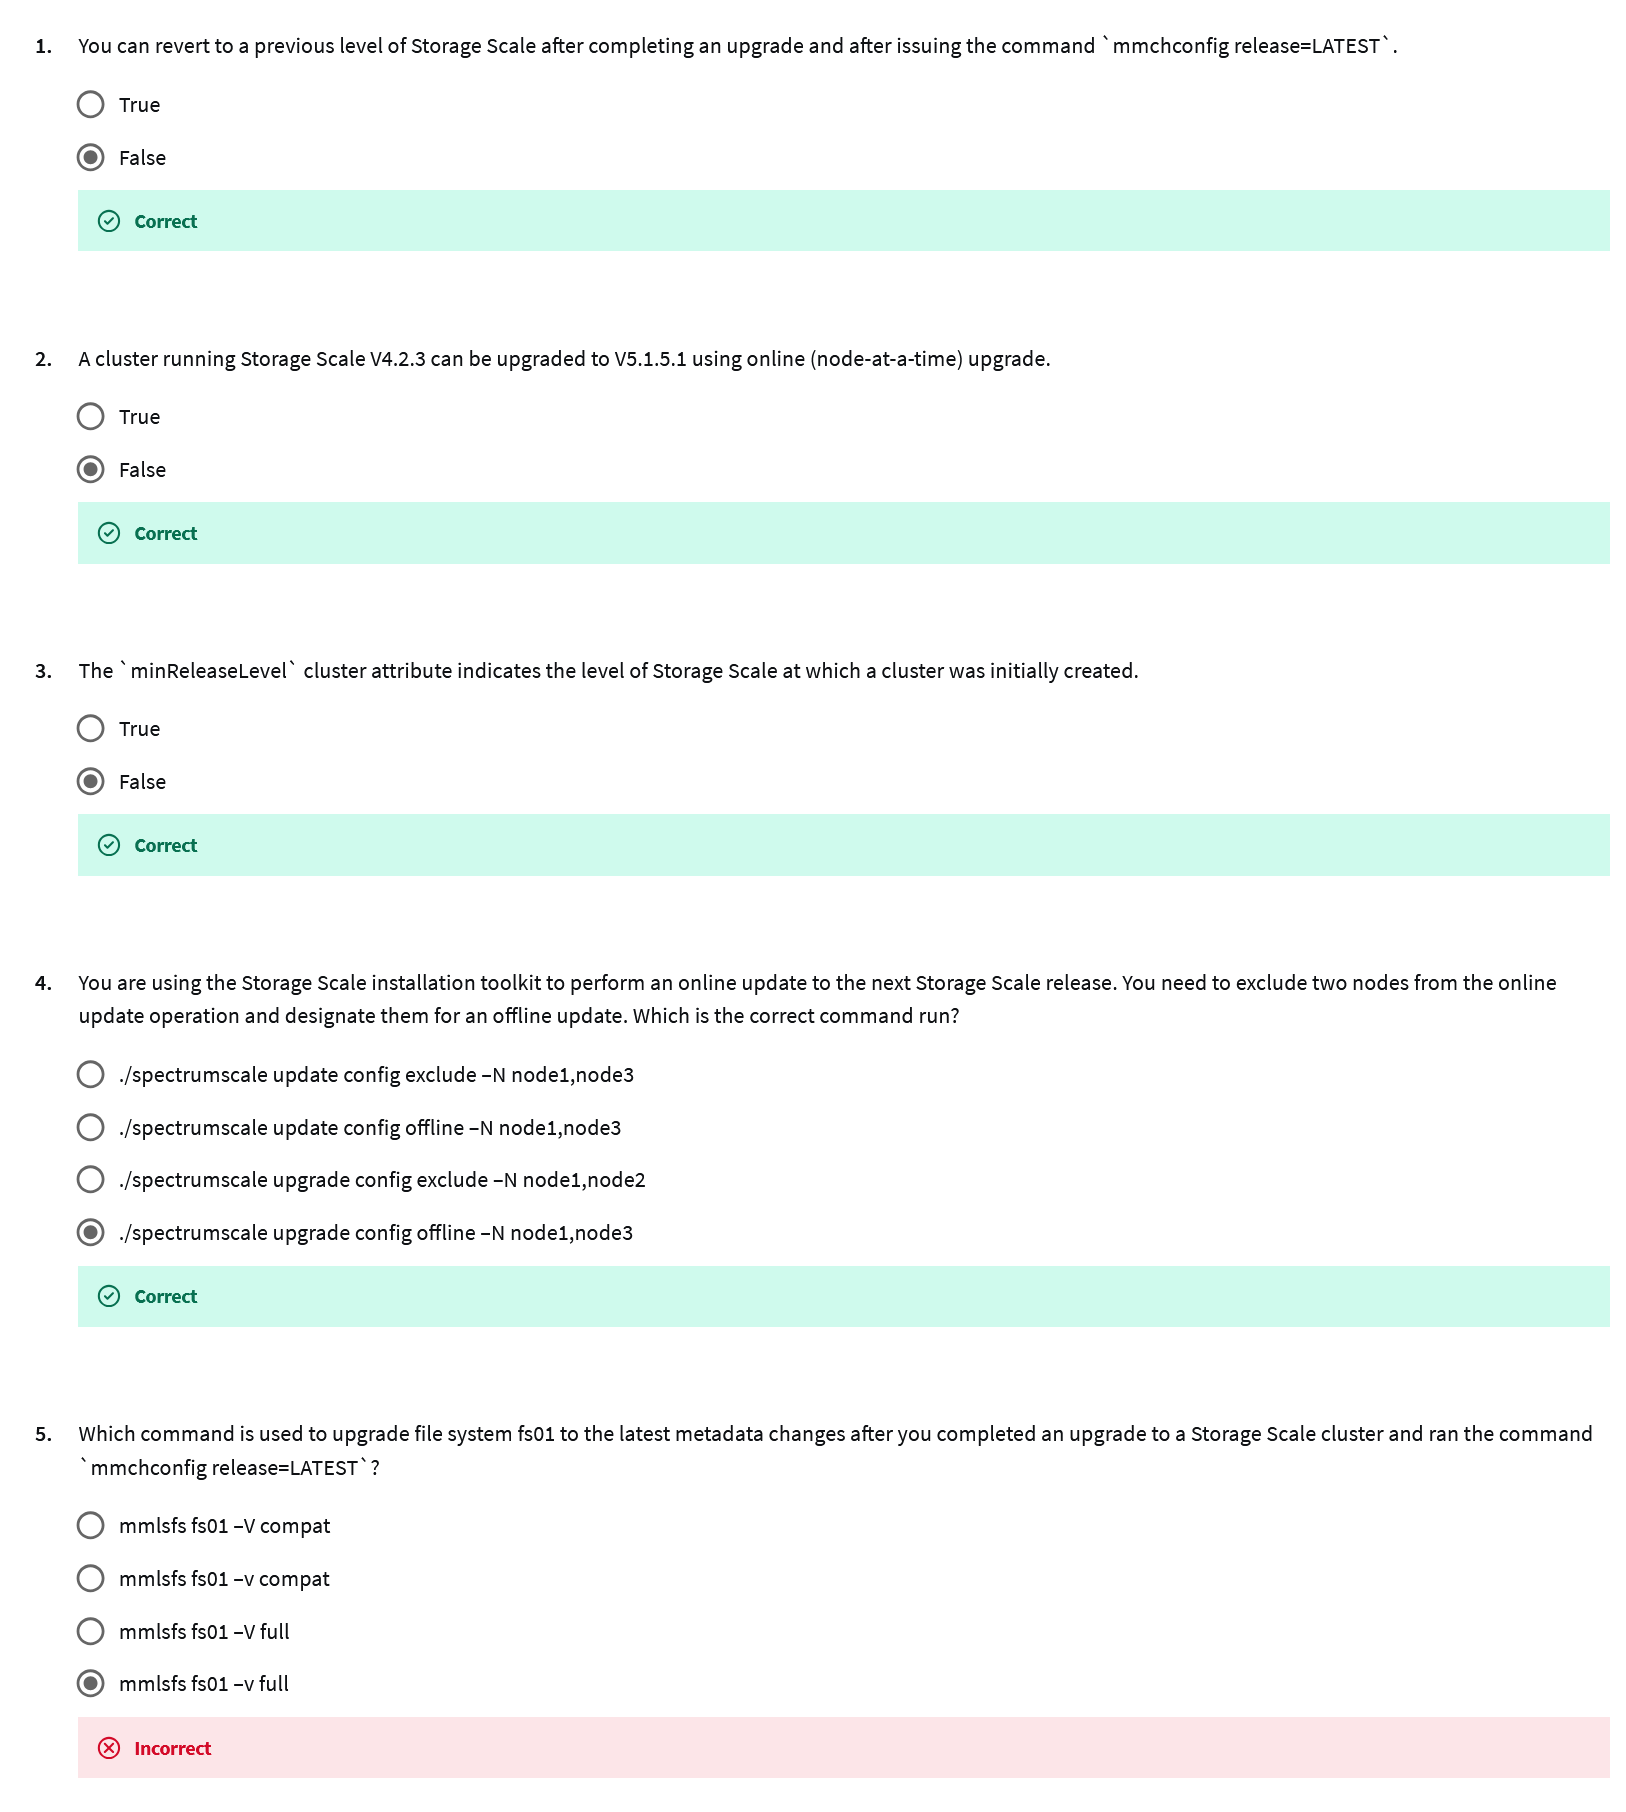 1. You can revert to a previous level of Storage Scale after completing an upgrade and after issuing the command `mmchconfig release=LATEST`.
True
False
Correct
2. A cluster running Storage Scale V4.2.3 can be upgraded to V5.1.5.1 using online (node-at-a-time) upgrade.
True
False
Correct
3. The `minReleaseLevel` cluster attribute indicates the level of Storage Scale at which a cluster was initially created.
True
False
Correct
4. You are using the Storage Scale installation toolkit to perform an online update to the next Storage Scale release. You need to exclude two nodes from the online
update operation and designate them for an offline update. Which is the correct command run?
./spectrumscale update config exclude –N node1,node3
./spectrumscale update config offline –N node1,node3
./spectrumscale upgrade config exclude –N node1,node2
./spectrumscale upgrade config offline –N node1,node3
Correct
5. Which command is used to upgrade file system fs01 to the latest metadata changes after you completed an upgrade to a Storage Scale cluster and ran the command
`mmchconfig release=LATEST`?
mmlsfs fs01 –V compat
mmlsfs fs01 –v compat
mmlsfs fs01 –V full
mmlsfs fs01 –v full
Incorrect